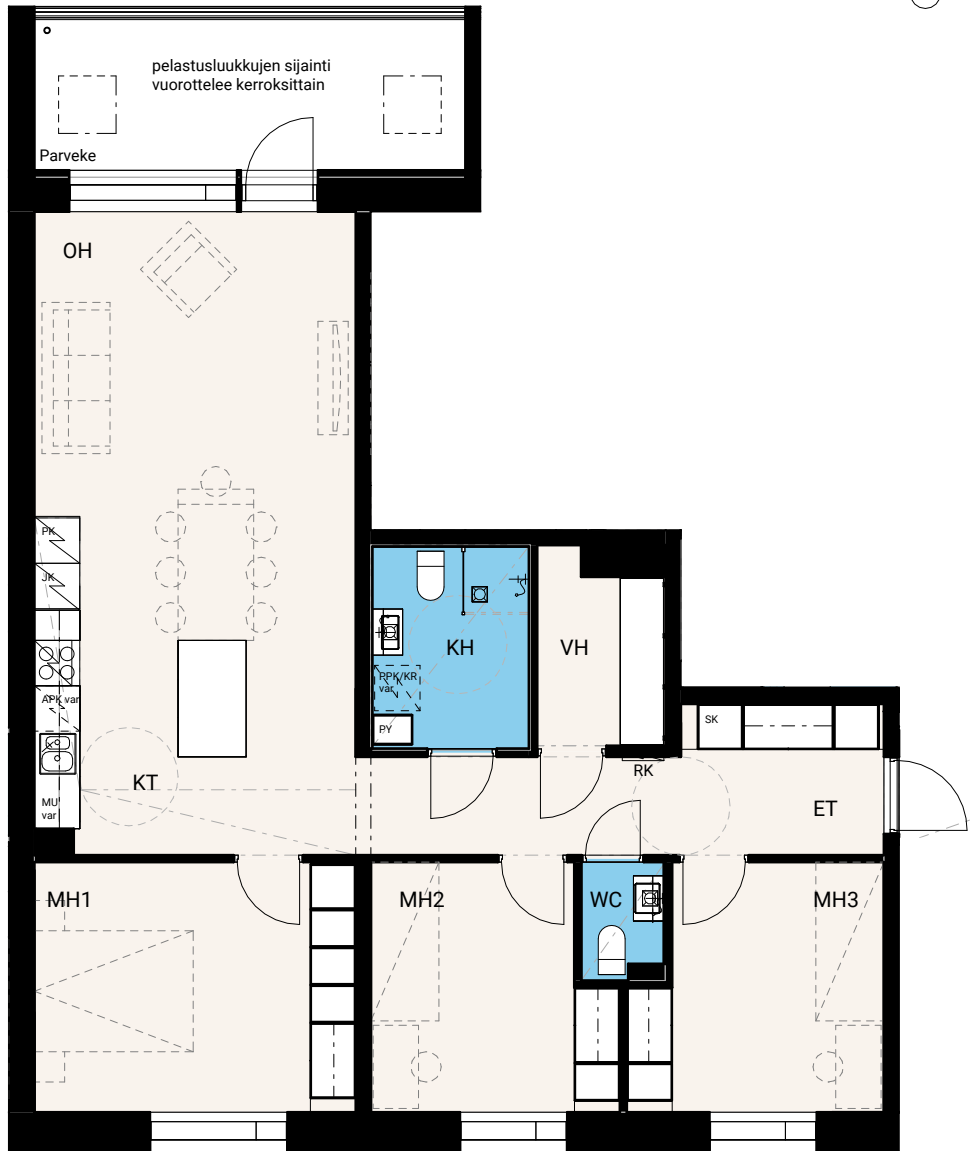 pelastusluukkujen sijainti
vuorottelee kerroksittain
Parveke
OH
PK
JK
KH
VH
PPK/KR
var
APK var
SK
PY
RK
KT
MU
var
ET
MH1
MH2
WC
MH3